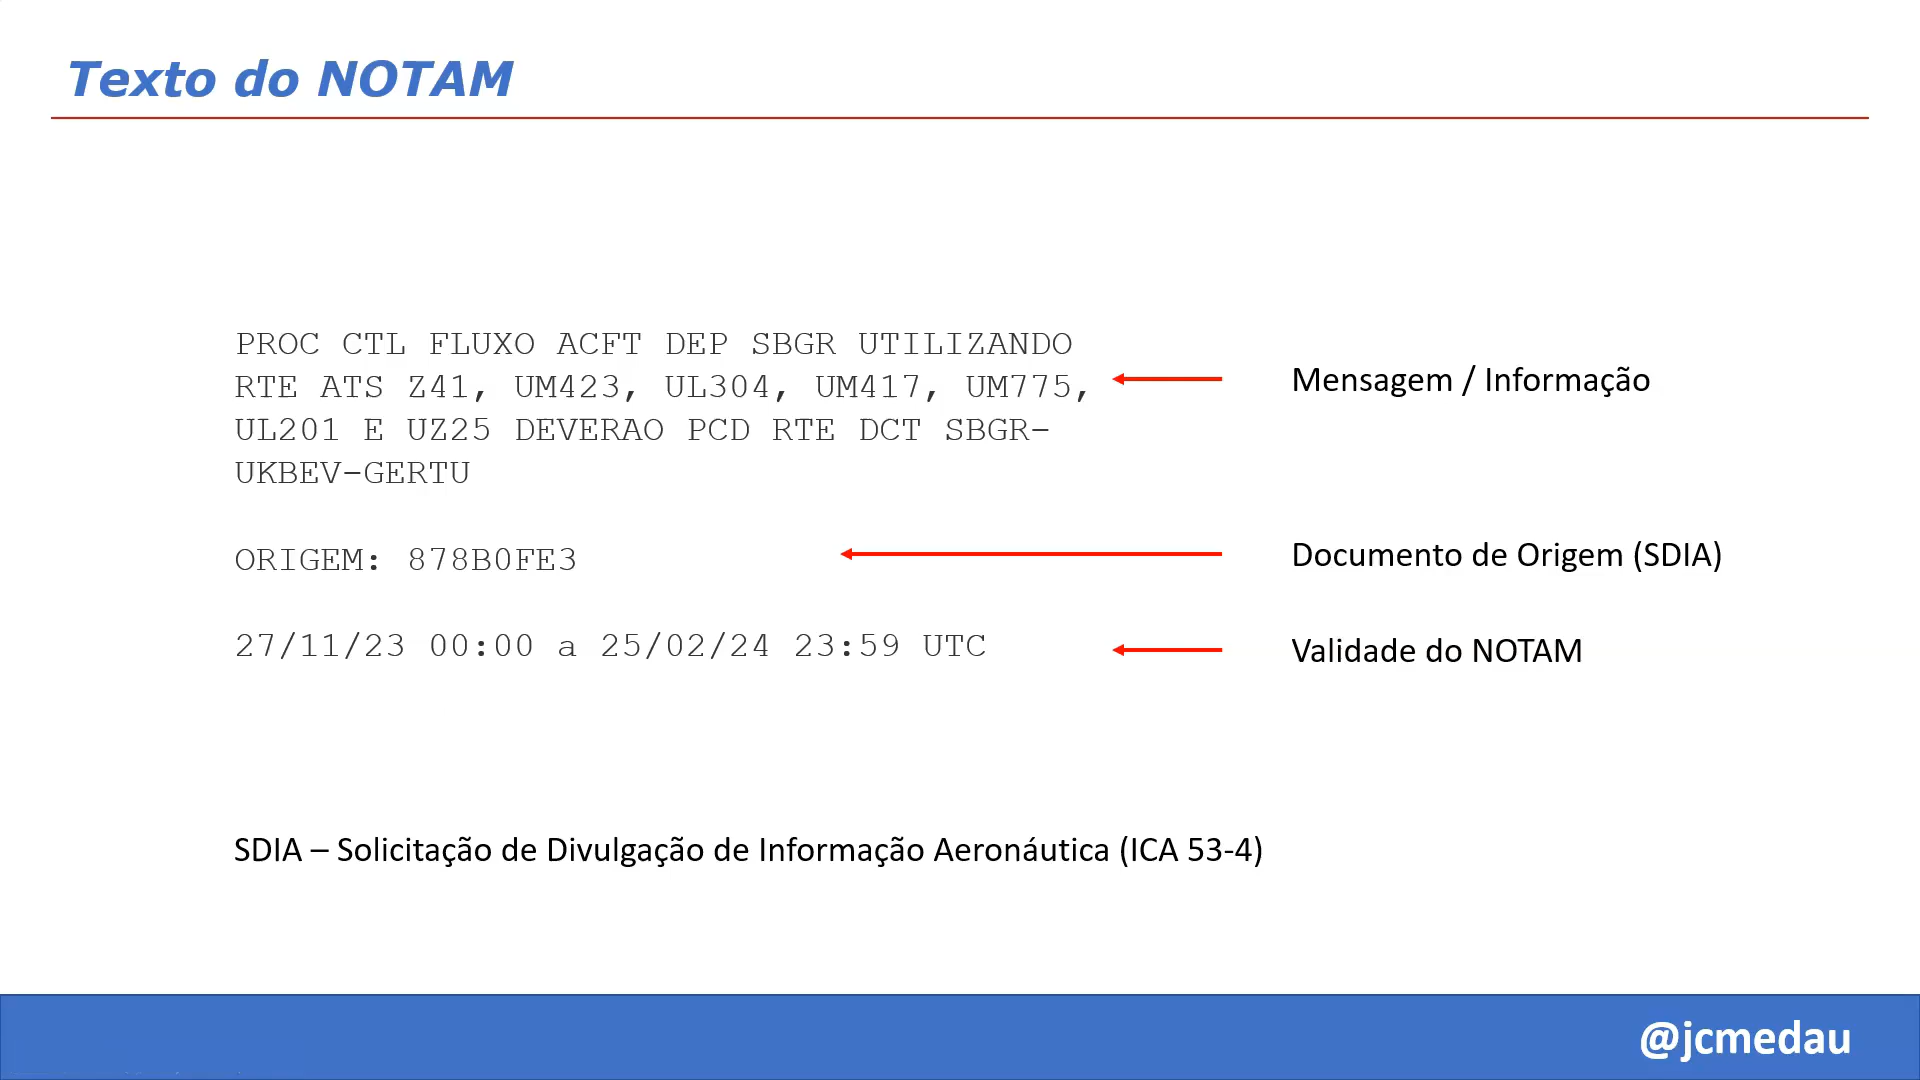 Texto do NOTAM
PROC CTL FLUXO ACFT DEP SBGR UTILIZANDO
RTE ATS Z41, UM423, UL304, UM417, UM775,
UL201 E UZ25 DEVERAO PCD RTE DCT SBGR-
UKBEV-GERTU
Mensagem / Informação
ORIGEM: 878B0FE3
Documento de Origem (SDIA)
27/11/23 00:00 a 25/02/24 23:59 UTC
Validade do NOTAM
SDIA – Solicitação de Divulgação de Informação Aeronáutica (ICA 53-4)
@jcmedau